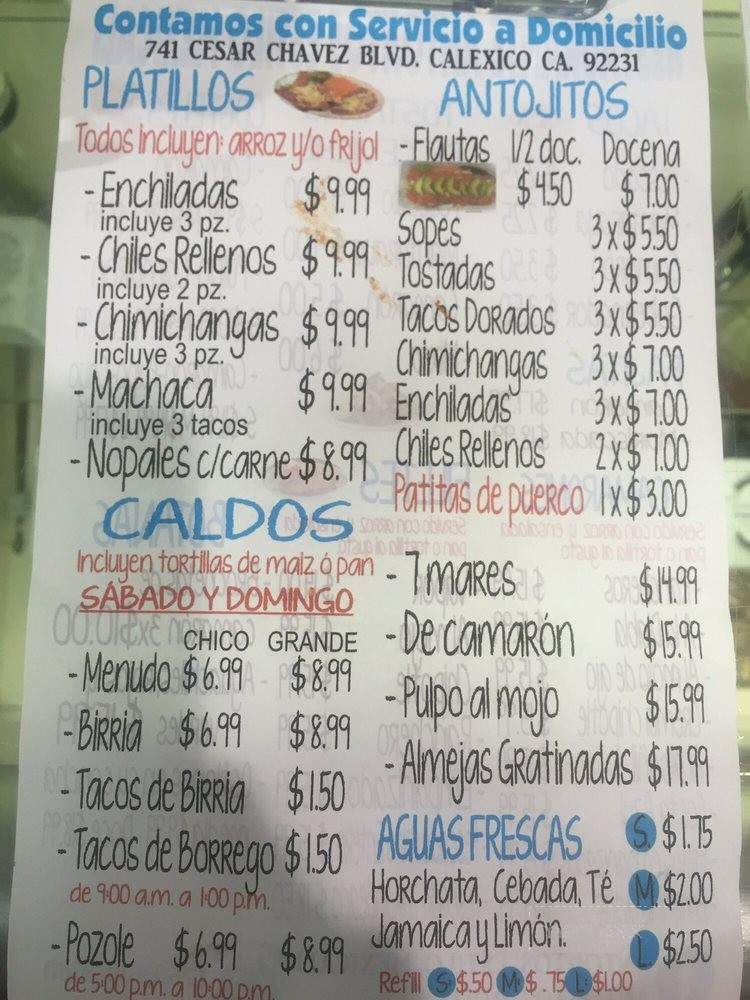 Contamos con Servicio a Domicilio
741 CESAR CHAVEZ BLVD. CALEXICO CA. 92231
PLATILLOS
Todos incluyen: ARROZ y/o frijol
- Enchiladas $9.99
incluye 3 pz.
- Chiles Rellenos $9.99
incluye 2 pz.
- Chimichangas $9.99
incluye 3 pz.
- Machaca $9.99
incluye 3 tacos
- Nopales c/carne $8.99
CALDOS
Incluyen tortillas de maiz ó pan
SÁBADO Y DOMINGO
CHICO GRANDE
- Menudo $6.99 $8.99
- Birria $6.99 $8.99
- Tacos de Birria $1.50
- Tacos de Borrego $1.50
de 9:00 a.m. a 1:00 p.m.
- Pozole $6.99 $8.99
de 5:00 p.m. a 10:00 p.m.
ANTOJITOS
- Flautas 1/2 doc. Docena
$4.50 $7.00
Sopes 3x$5.50
Tostadas 3x$5.50
Tacos Dorados 3x$5.50
Chimichangas 3x$7.00
Enchiladas 3x$7.00
Chiles Rellenos 2x$7.00
Patitas de puerco 1x$3.00
- 7 mares $14.99
- De camarón $15.99
- Pulpo al mojo $15.99
- Almejas Gratinadas $17.99
AGUAS FRESCAS S. $1.75
Horchata, Cebada, Té M. $2.00
Jamaica y Limón. L. $2.50
Refill S. $.50 M. $.75 L. $1.00